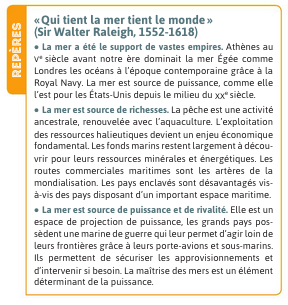 REPÈRES
« Qui tient la mer tient le monde »
(Sir Walter Raleigh, 1552-1618)
● La mer a été le support de vastes empires. Athènes au
Ve siècle avant notre ère dominait la mer Égée comme
Londres les océans à l'époque contemporaine grâce à la
Royal Navy. La mer est source de puissance, comme elle
l'est pour les États-Unis depuis le milieu du XXe siècle.
● La mer est source de richesses. La pêche est une activité
ancestrale, renouvelée avec l'aquaculture. L'exploitation
des ressources halieutiques devient un enjeu économique
fondamental. Les fonds marins restent largement à décou-
vrir pour leurs ressources minérales et énergétiques. Les
routes commerciales maritimes sont les artères de la
mondialisation. Les pays enclavés sont désavantagés vis-
à-vis des pays disposant d'un important espace maritime.
● La mer est source de puissance et de rivalité. Elle est un
espace de projection de puissance, les grands pays pos-
sèdent une marine de guerre qui leur permet d'agir loin de
leurs frontières grâce à leurs porte-avions et sous-marins.
Ils permettent de sécuriser les approvisionnements et
d'intervenir si besoin. La maîtrise des mers est un élément
déterminant de la puissance.